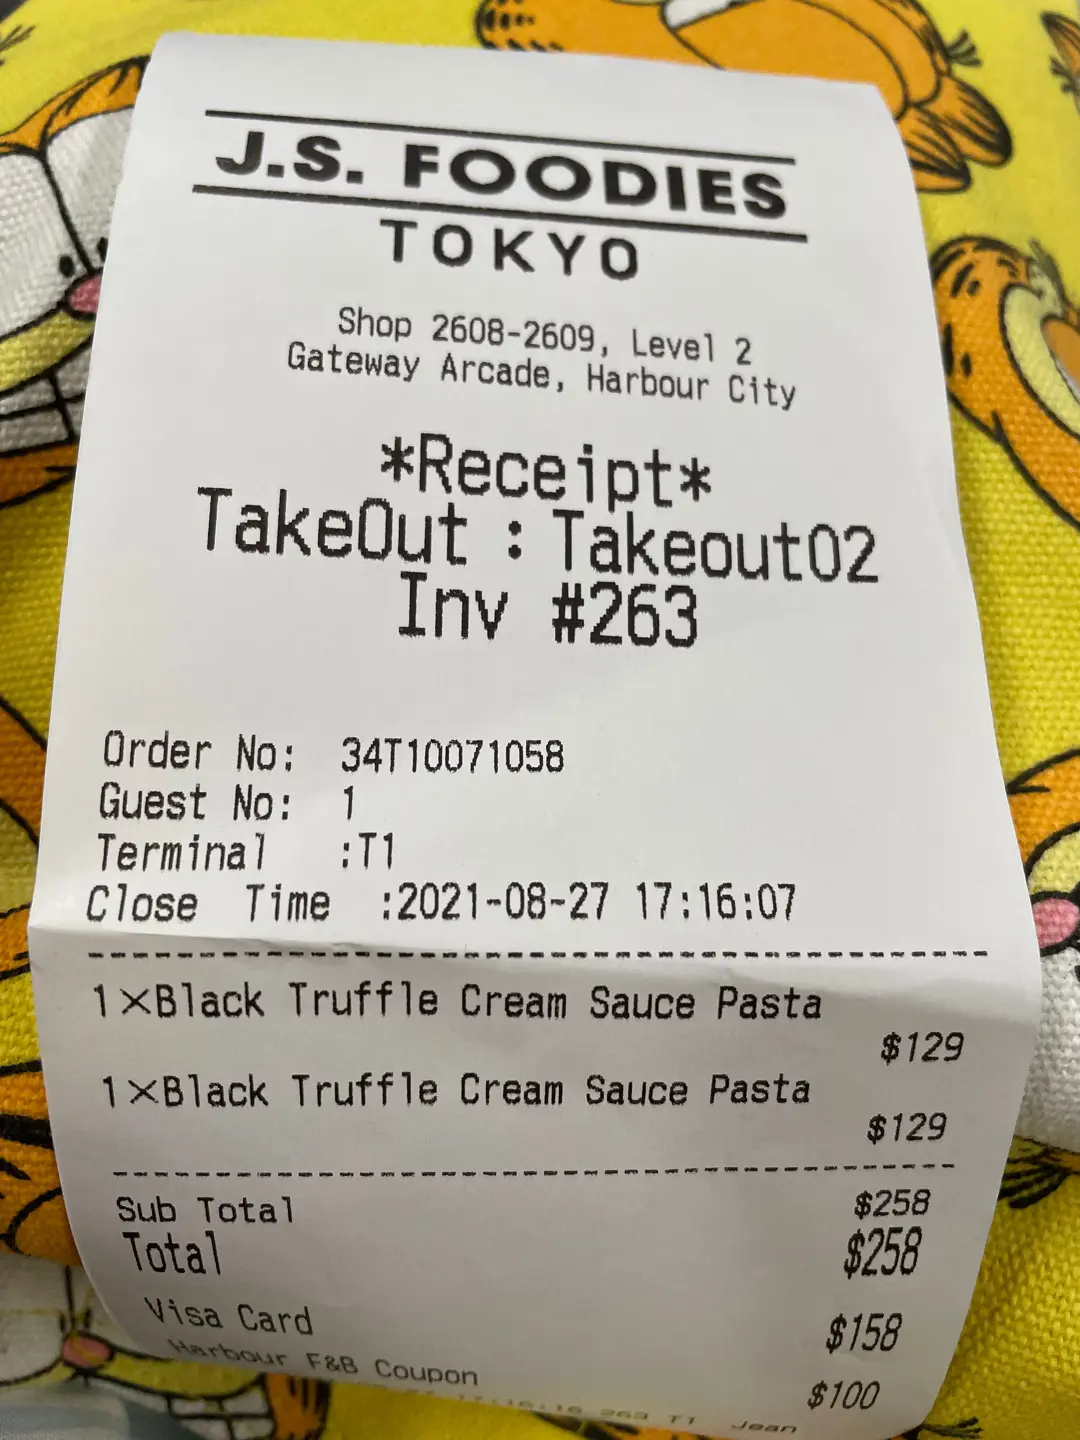 J.S. FOODIES
TOKYO
Shop 2608-2609, Level 2
Gateway Arcade, Harbour City
*Receipt*
TakeOut : Takeout02
Inv #263
Order No: 34T10071058
Guest No: 1
Terminal :T1
Close Time :2021-08-27 17:16:07
1×Black Truffle Cream Sauce Pasta
$129
1×Black Truffle Cream Sauce Pasta
$129
Sub Total $258
Total $258
Visa Card $158
Harbour F&B Coupon $100
263 T1 Jean